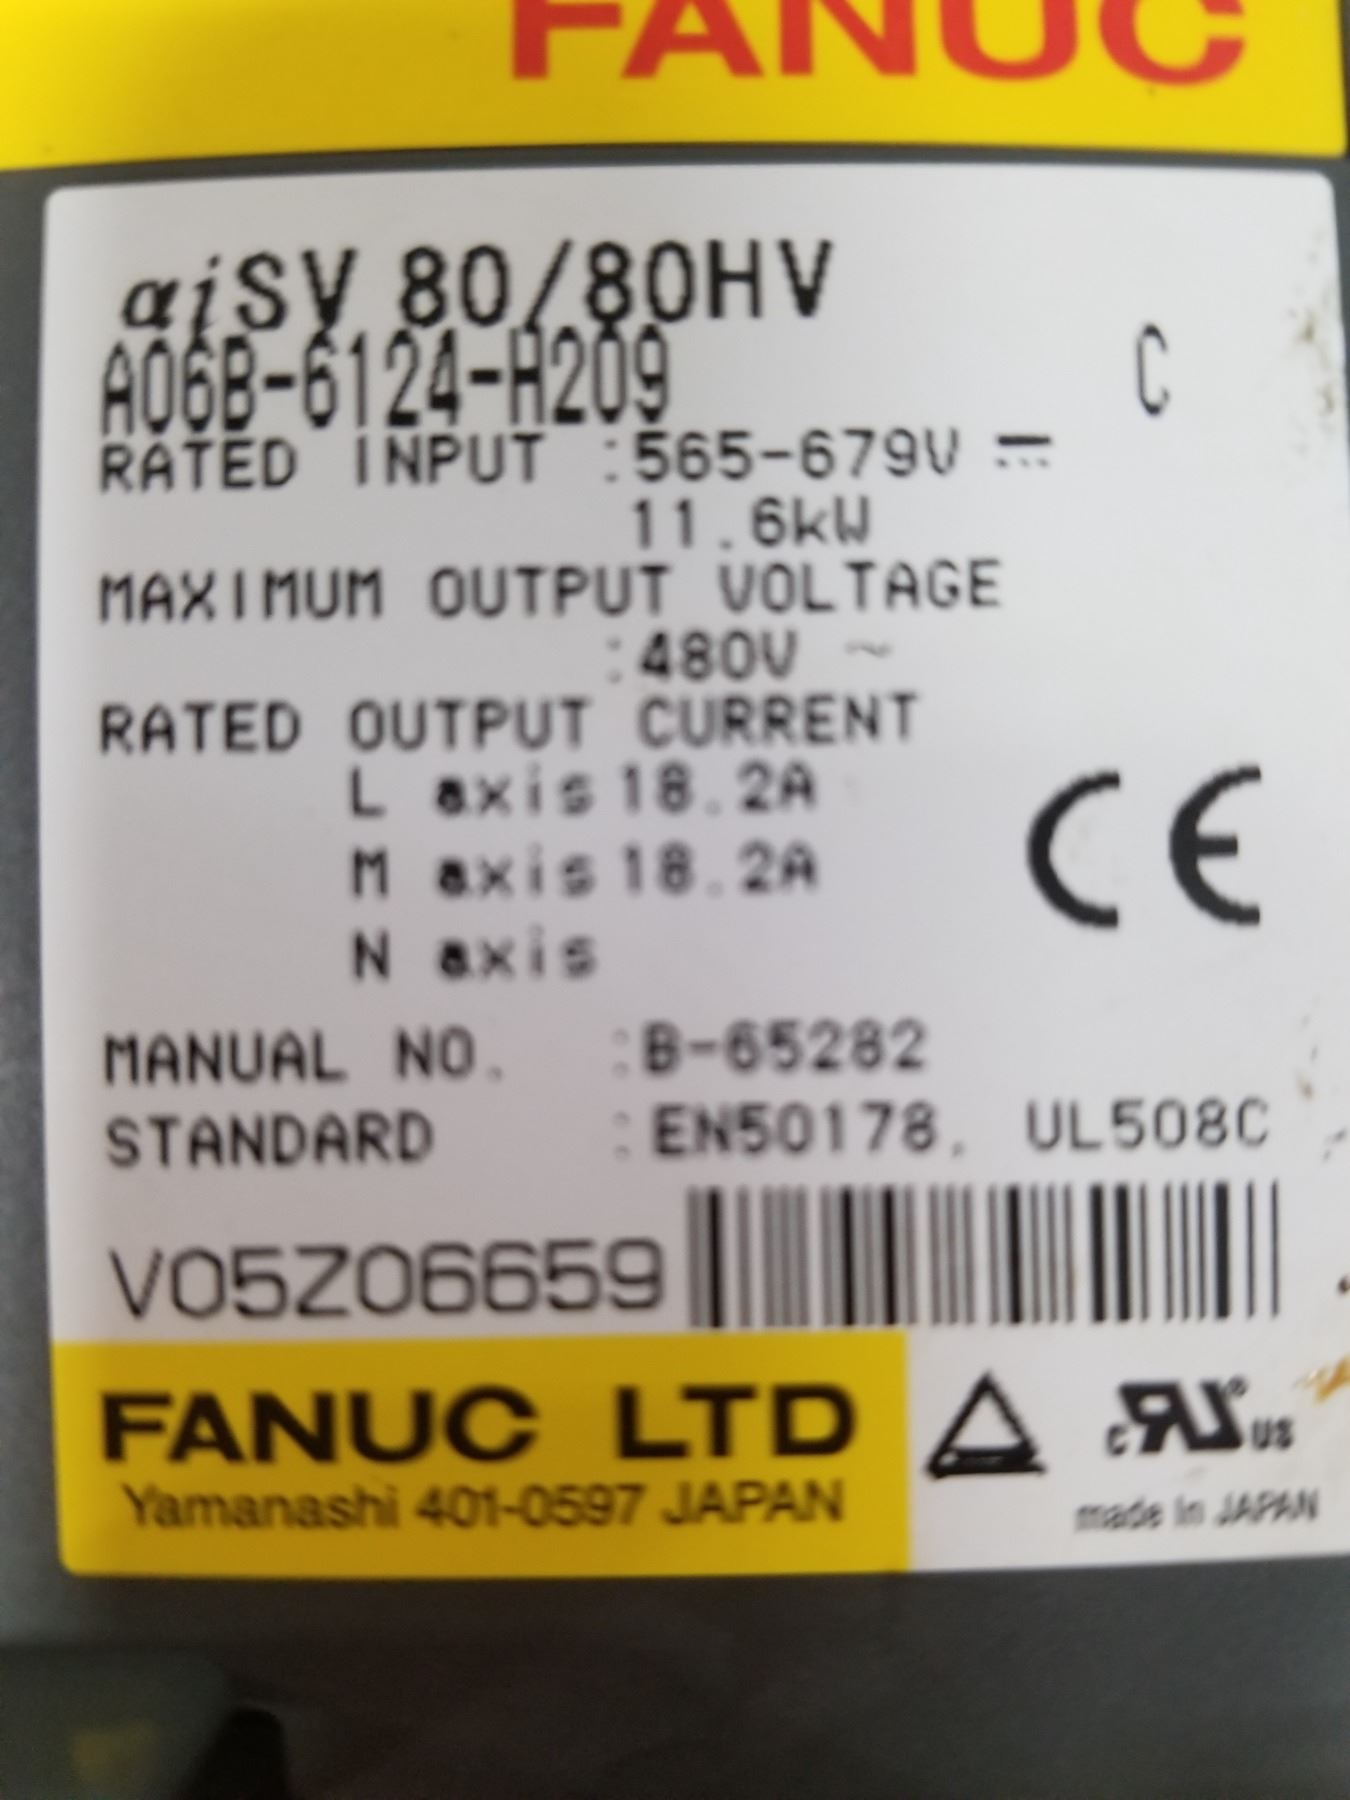 FANUC
αiSV 80/80HV
A06B-6124-H209 C
RATED INPUT :565-679V ⎓
11.6kW
MAXIMUM OUTPUT VOLTAGE
:480V ~
RATED OUTPUT CURRENT
L axis 18.2A
M axis 18.2A
N axis
MANUAL NO. :B-65282
STANDARD :EN50178, UL508C
V05Z06659
CE
FANUC LTD
Yamanashi 401-0597 JAPAN
c RU US
made in JAPAN